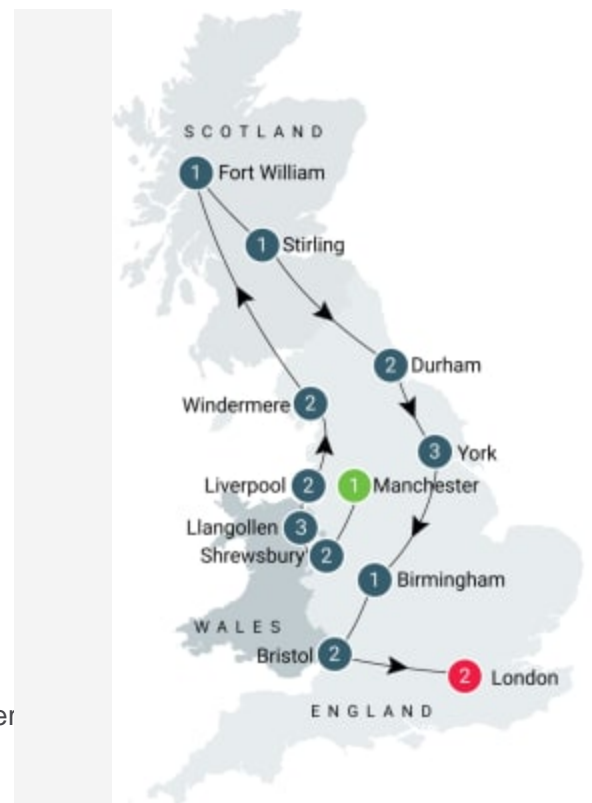 SCOTLAND
1 Fort William
1 Stirling
2 Durham
Windermere 2
3 York
Liverpool 2
1 Manchester
Llangollen 3
Shrewsbury 2
1 Birmingham
WALES
Bristol 2
2 London
ENGLAND
er